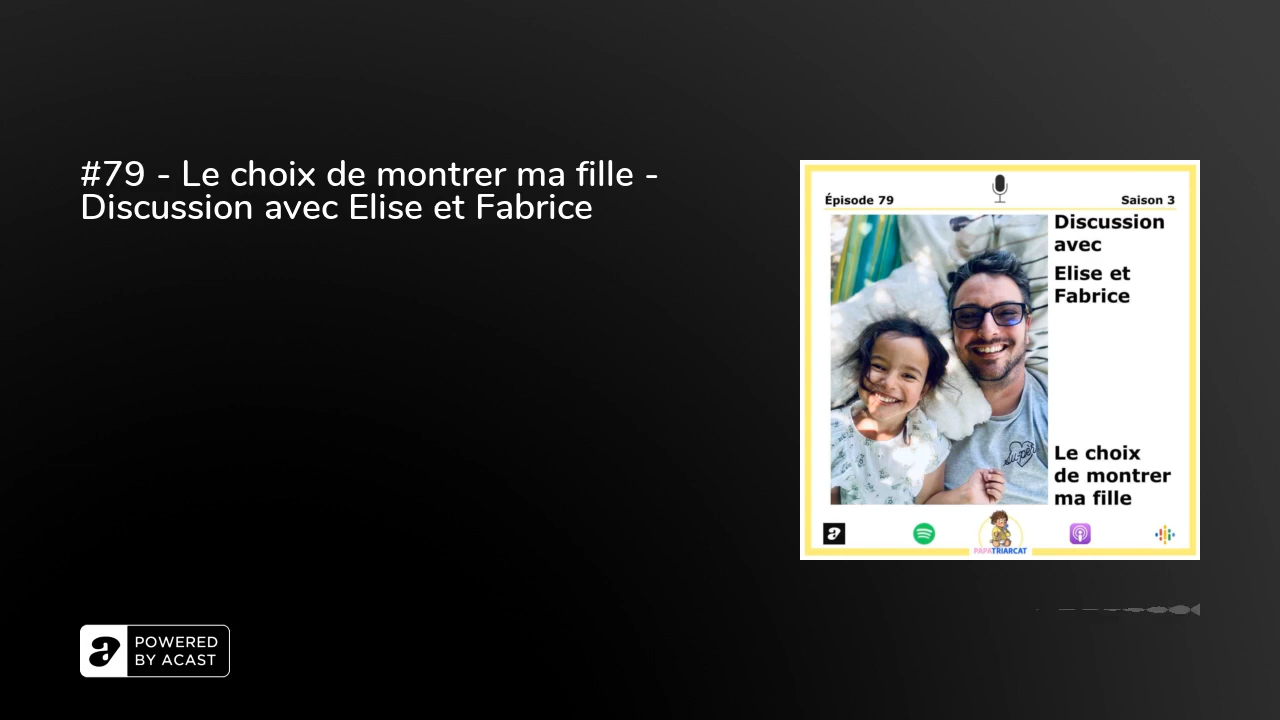 #79 - Le choix de montrer ma fille -
Discussion avec Elise et Fabrice
Épisode 79
Saison 3
Discussion
avec
Elise et
Fabrice
Le choix
de montrer
ma fille
PAPATRIARCAT
POWERED
BY ACAST